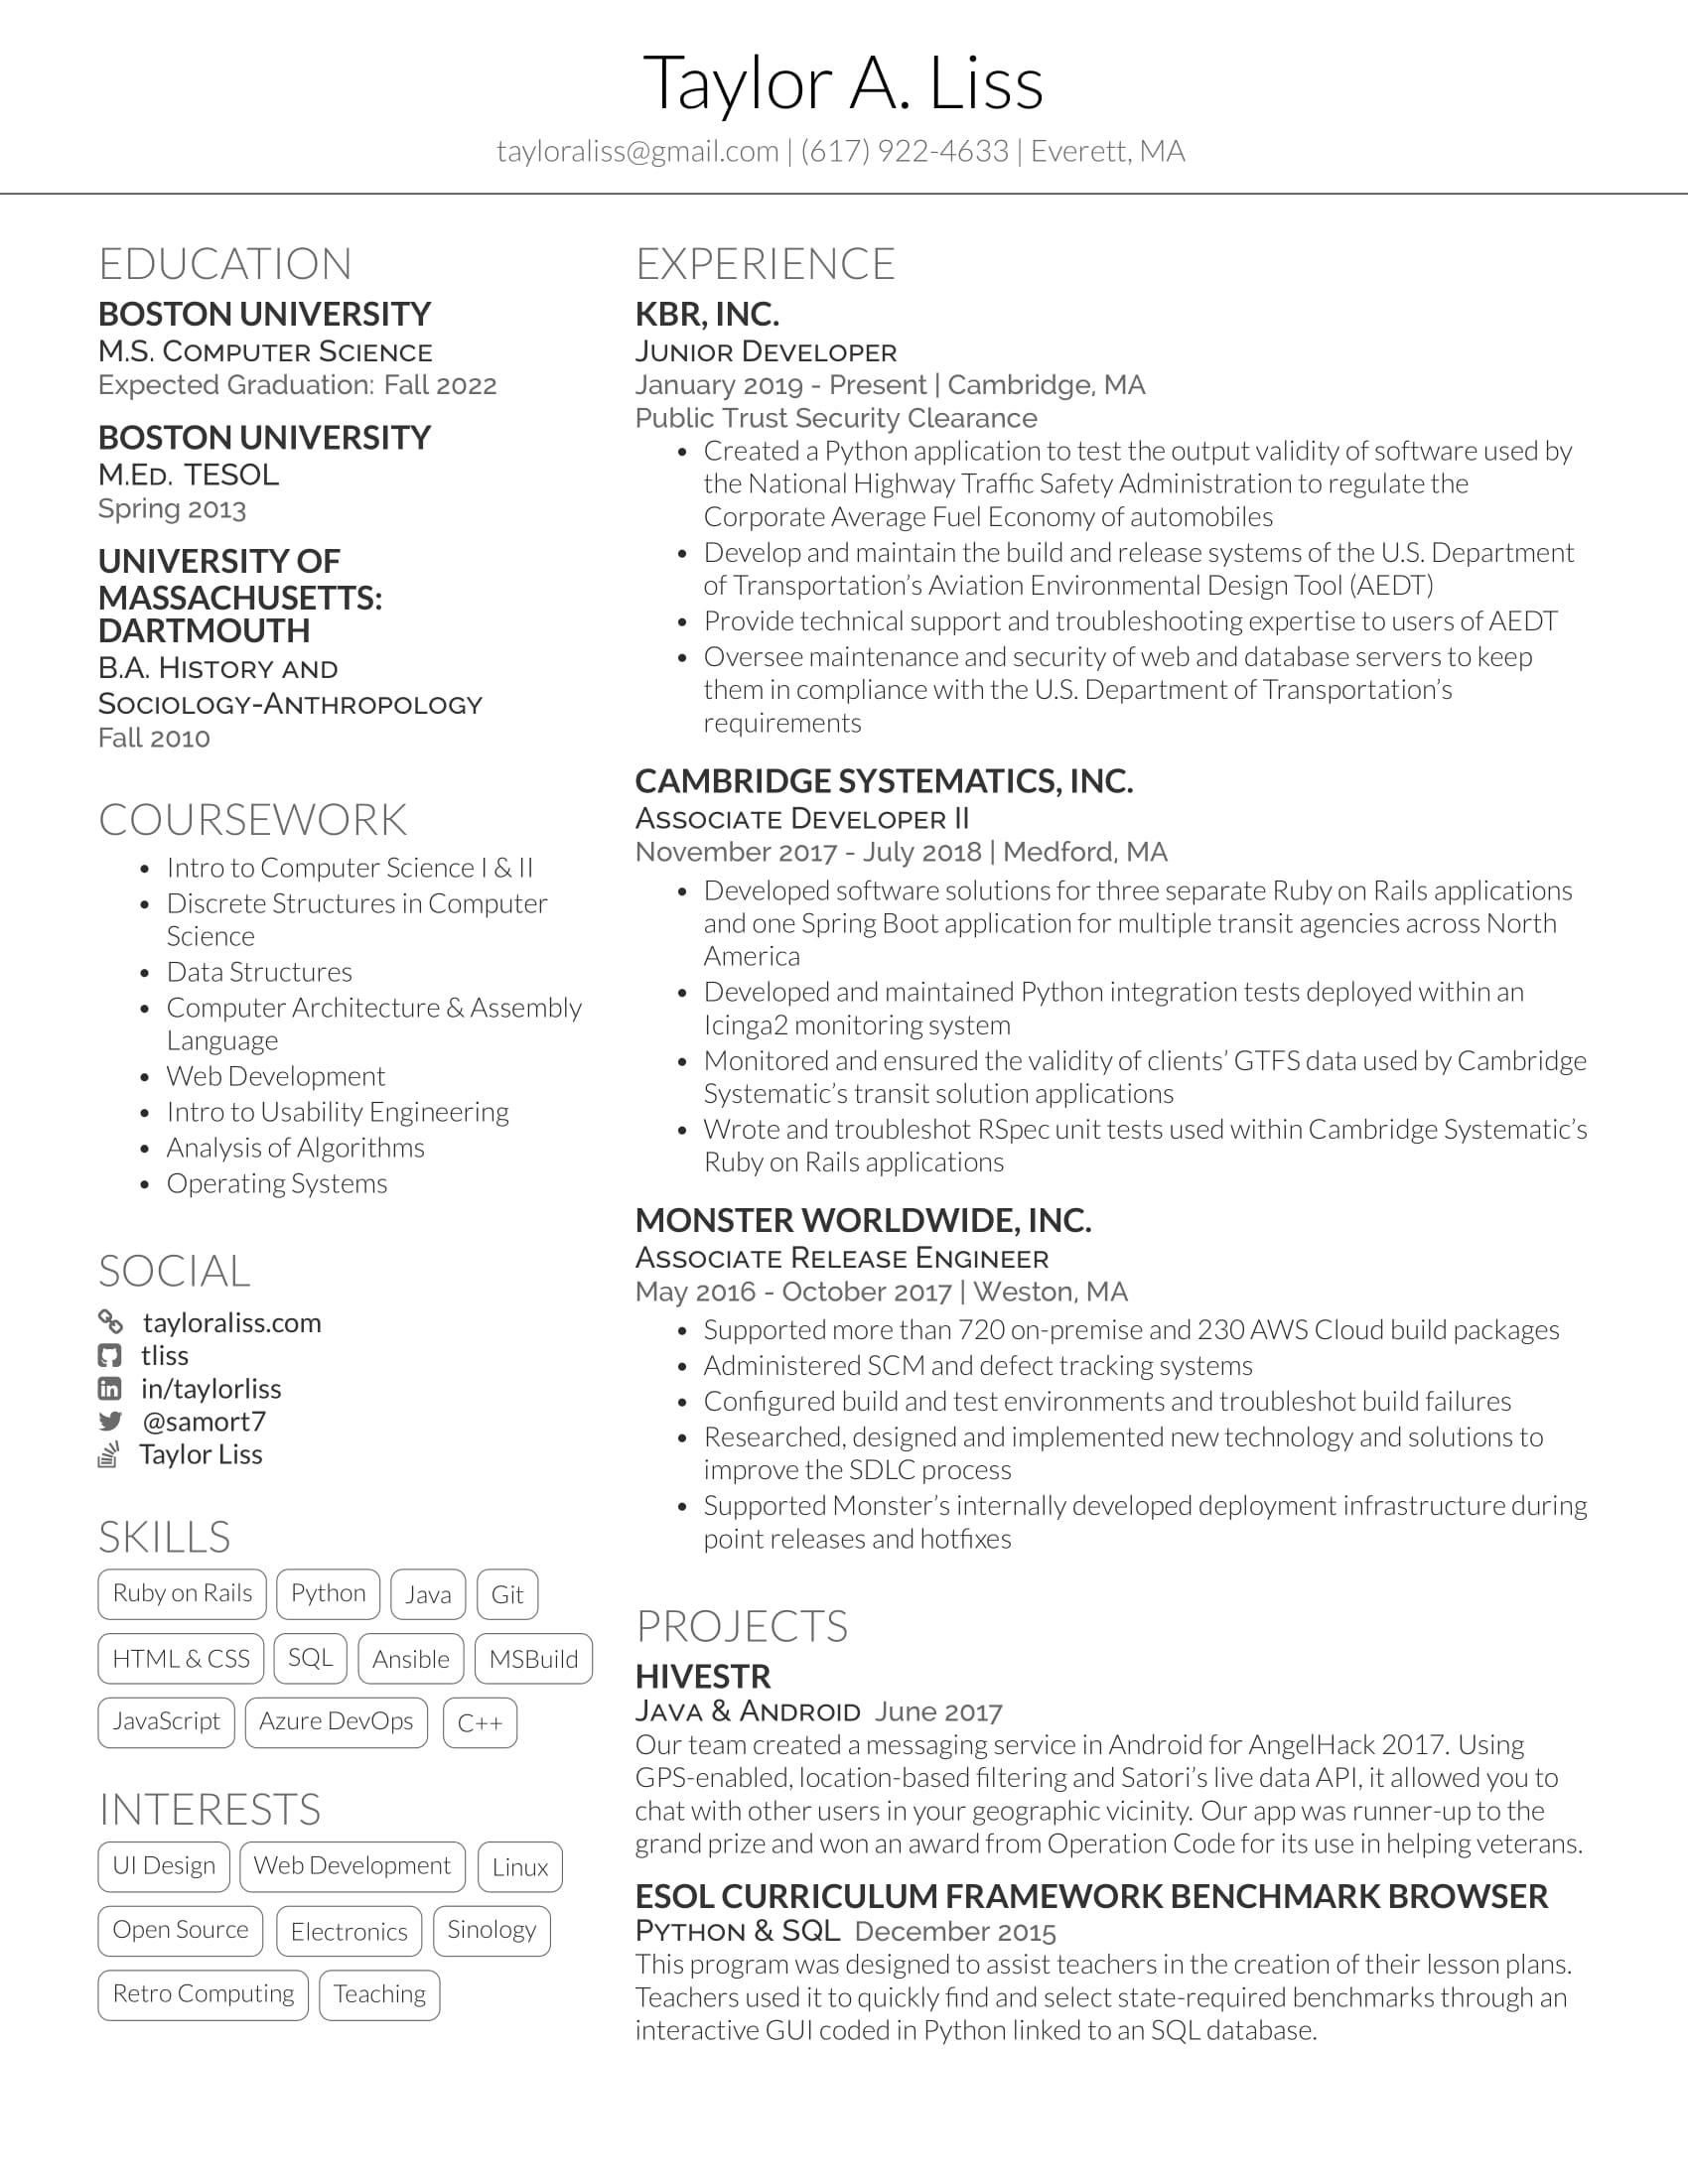 Taylor A. Liss
tayloraliss@gmail.com | (617) 922-4633 | Everett, MA
EDUCATION
BOSTON UNIVERSITY
M.S. Computer Science
Expected Graduation: Fall 2022
BOSTON UNIVERSITY
M.Ed. TESOL
Spring 2013
UNIVERSITY OF
MASSACHUSETTS:
DARTMOUTH
B.A. History and
Sociology-Anthropology
Fall 2010
COURSEWORK
• Intro to Computer Science I & II
• Discrete Structures in Computer
Science
• Data Structures
• Computer Architecture & Assembly
Language
• Web Development
• Intro to Usability Engineering
• Analysis of Algorithms
• Operating Systems
SOCIAL
tayloraliss.com
tliss
in/taylorliss
@samort7
Taylor Liss
SKILLS
Ruby on Rails Python Java Git
HTML & CSS SQL Ansible MSBuild
JavaScript Azure DevOps C++
INTERESTS
UI Design Web Development Linux
Open Source Electronics Sinology
Retro Computing Teaching
EXPERIENCE
KBR, INC.
Junior Developer
January 2019 - Present | Cambridge, MA
Public Trust Security Clearance
• Created a Python application to test the output validity of software used by
the National Highway Traffic Safety Administration to regulate the
Corporate Average Fuel Economy of automobiles
• Develop and maintain the build and release systems of the U.S. Department
of Transportation’s Aviation Environmental Design Tool (AEDT)
• Provide technical support and troubleshooting expertise to users of AEDT
• Oversee maintenance and security of web and database servers to keep
them in compliance with the U.S. Department of Transportation’s
requirements
CAMBRIDGE SYSTEMATICS, INC.
Associate Developer II
November 2017 - July 2018 | Medford, MA
• Developed software solutions for three separate Ruby on Rails applications
and one Spring Boot application for multiple transit agencies across North
America
• Developed and maintained Python integration tests deployed within an
Icinga2 monitoring system
• Monitored and ensured the validity of clients’ GTFS data used by Cambridge
Systematic’s transit solution applications
• Wrote and troubleshot RSpec unit tests used within Cambridge Systematic’s
Ruby on Rails applications
MONSTER WORLDWIDE, INC.
Associate Release Engineer
May 2016 - October 2017 | Weston, MA
• Supported more than 720 on-premise and 230 AWS Cloud build packages
• Administered SCM and defect tracking systems
• Configured build and test environments and troubleshot build failures
• Researched, designed and implemented new technology and solutions to
improve the SDLC process
• Supported Monster’s internally developed deployment infrastructure during
point releases and hotfixes
PROJECTS
HIVESTR
Java & Android June 2017
Our team created a messaging service in Android for AngelHack 2017. Using
GPS-enabled, location-based filtering and Satori’s live data API, it allowed you to
chat with other users in your geographic vicinity. Our app was runner-up to the
grand prize and won an award from Operation Code for its use in helping veterans.
ESOL CURRICULUM FRAMEWORK BENCHMARK BROWSER
Python & SQL December 2015
This program was designed to assist teachers in the creation of their lesson plans.
Teachers used it to quickly find and select state-required benchmarks through an
interactive GUI coded in Python linked to an SQL database.